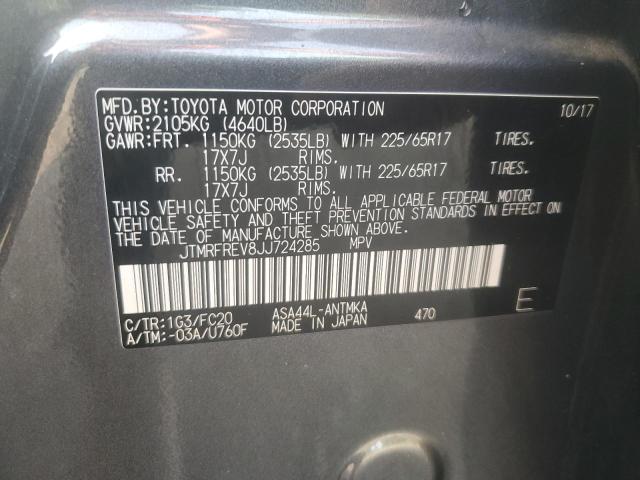 MFD.BY:TOYOTA MOTOR CORPORATION 10/17
GVWR:2105KG (4640LB)
GAWR:FRT. 1150KG (2535LB) WITH 225/65R17 TIRES.
17X7J RIMS.
RR. 1150KG (2535LB) WITH 225/65R17 TIRES.
17X7J RIMS.
THIS VEHICLE CONFORMS TO ALL APPLICABLE FEDERAL MOTOR
VEHICLE SAFETY AND THEFT PREVENTION STANDARDS IN EFFECT ON
THE DATE OF MANUFACTURE SHOWN ABOVE.
JTMRFREV8JJ724285 MPV
C/TR:1G3/FC20 ASA44L-ANTMKA 470 E
A/TM:-03A/U760F MADE IN JAPAN